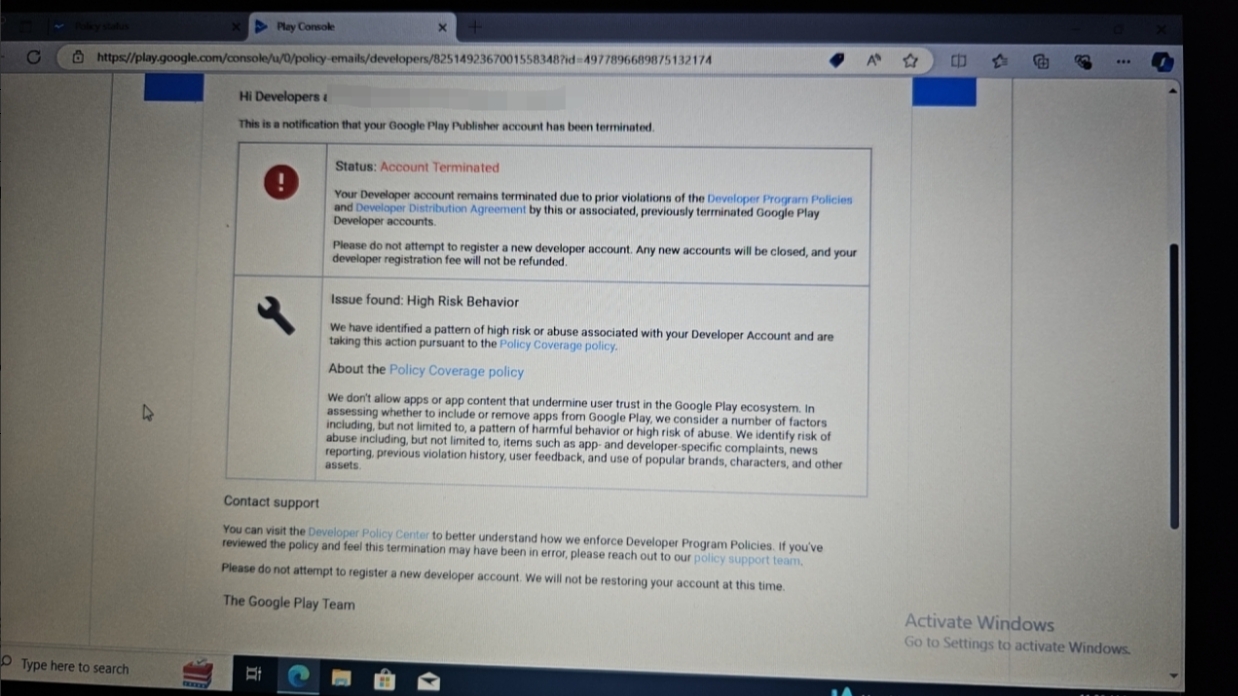 Policy status
Play Console
https://play.google.com/console/u/0/policy-emails/developers/8251492367001558348?id=4977896689875132174
Hi Developers
This is a notification that your Google Play Publisher account has been terminated.
Status: Account Terminated
Your Developer account remains terminated due to prior violations of the Developer Program Policies
and Developer Distribution Agreement by this or associated, previously terminated Google Play
Developer accounts.
Please do not attempt to register a new developer account. Any new accounts will be closed, and your
developer registration fee will not be refunded.
Issue found: High Risk Behavior
We have identified a pattern of high risk or abuse associated with your Developer Account and are
taking this action pursuant to the Policy Coverage policy.
About the Policy Coverage policy
We don't allow apps or app content that undermine user trust in the Google Play ecosystem. In
assessing whether to include or remove apps from Google Play, we consider a number of factors
including, but not limited to, a pattern of harmful behavior or high risk of abuse. We identify risk of
abuse including, but not limited to, items such as app- and developer-specific complaints, news
reporting, previous violation history, user feedback, and use of popular brands, characters, and other
assets.
Contact support
You can visit the Developer Policy Center to better understand how we enforce Developer Program Policies. If you've
reviewed the policy and feel this termination may have been in error, please reach out to our policy support team.
Please do not attempt to register a new developer account. We will not be restoring your account at this time.
The Google Play Team
Activate Windows
Go to Settings to activate Windows.
Type here to search